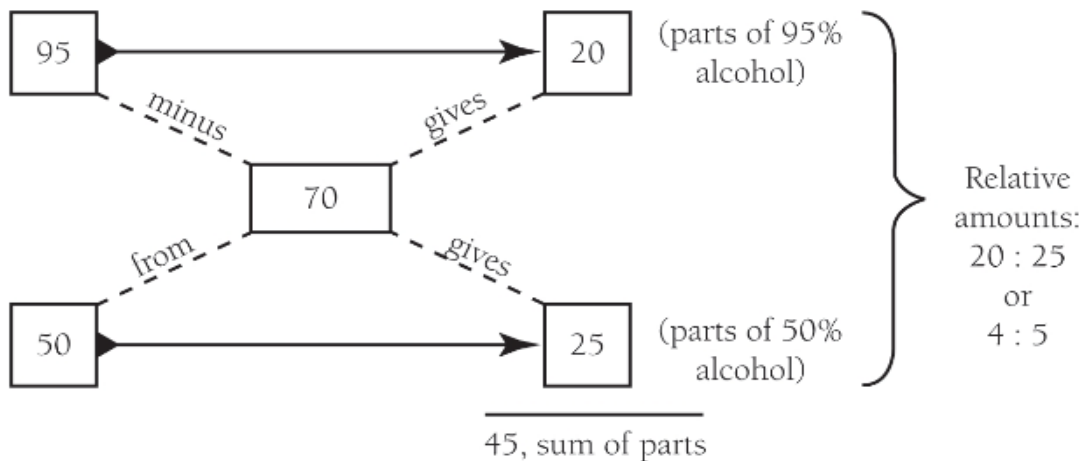 95
20
(parts of 95%
alcohol)
minus
gives
70
Relative
amounts:
20 : 25
or
4 : 5
from
gives
50
25
(parts of 50%
alcohol)
45, sum of parts